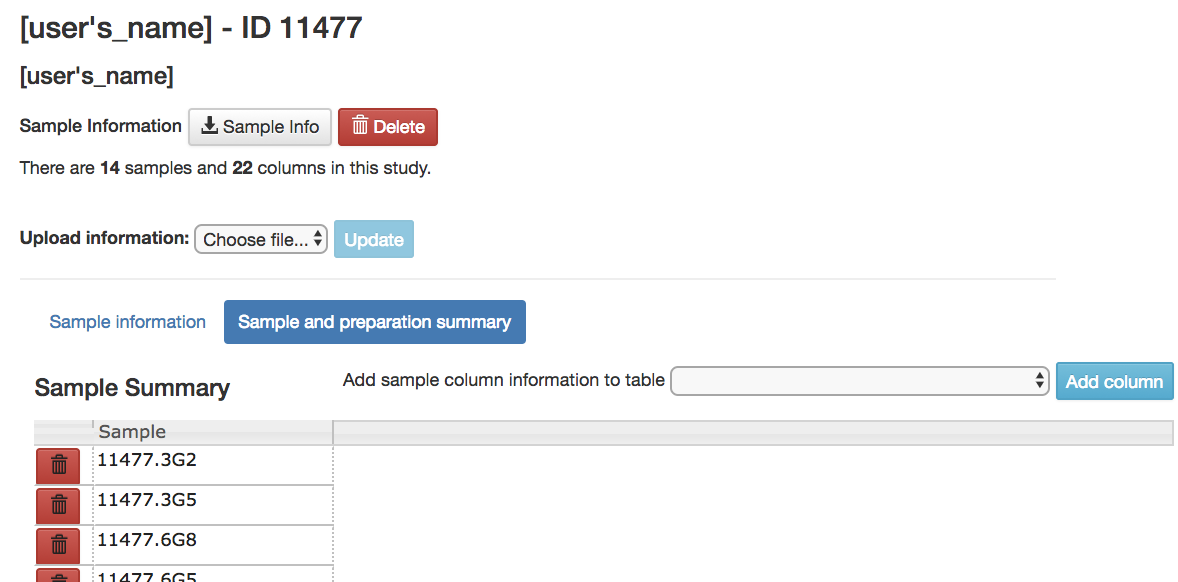 [user's_name] - ID 11477
[user's_name]
Sample Information Sample Info Delete
There are 14 samples and 22 columns in this study.
Upload information: Choose file... Update
Sample information Sample and preparation summary
Sample Summary Add sample column information to table Add column
Sample
11477.3G2
11477.3G5
11477.6G8
11477.6G5